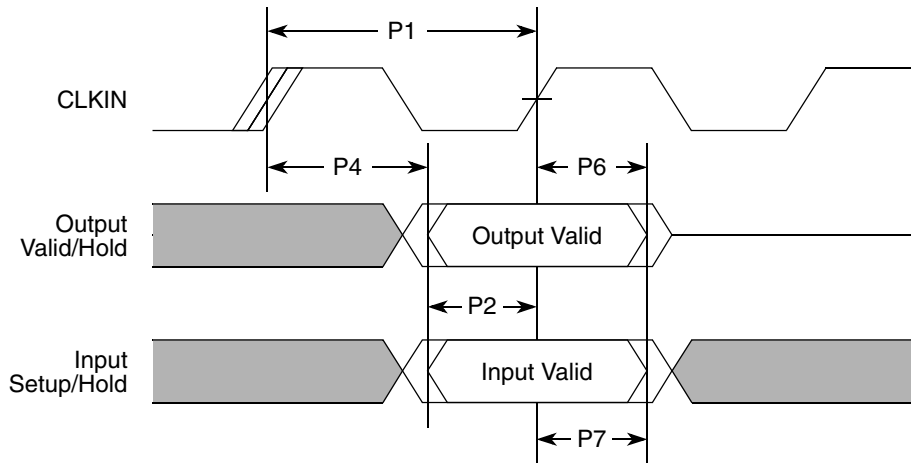 P1
CLKIN
P4
P6
Output
Valid/Hold
Output Valid
P2
Input
Setup/Hold
Input Valid
P7